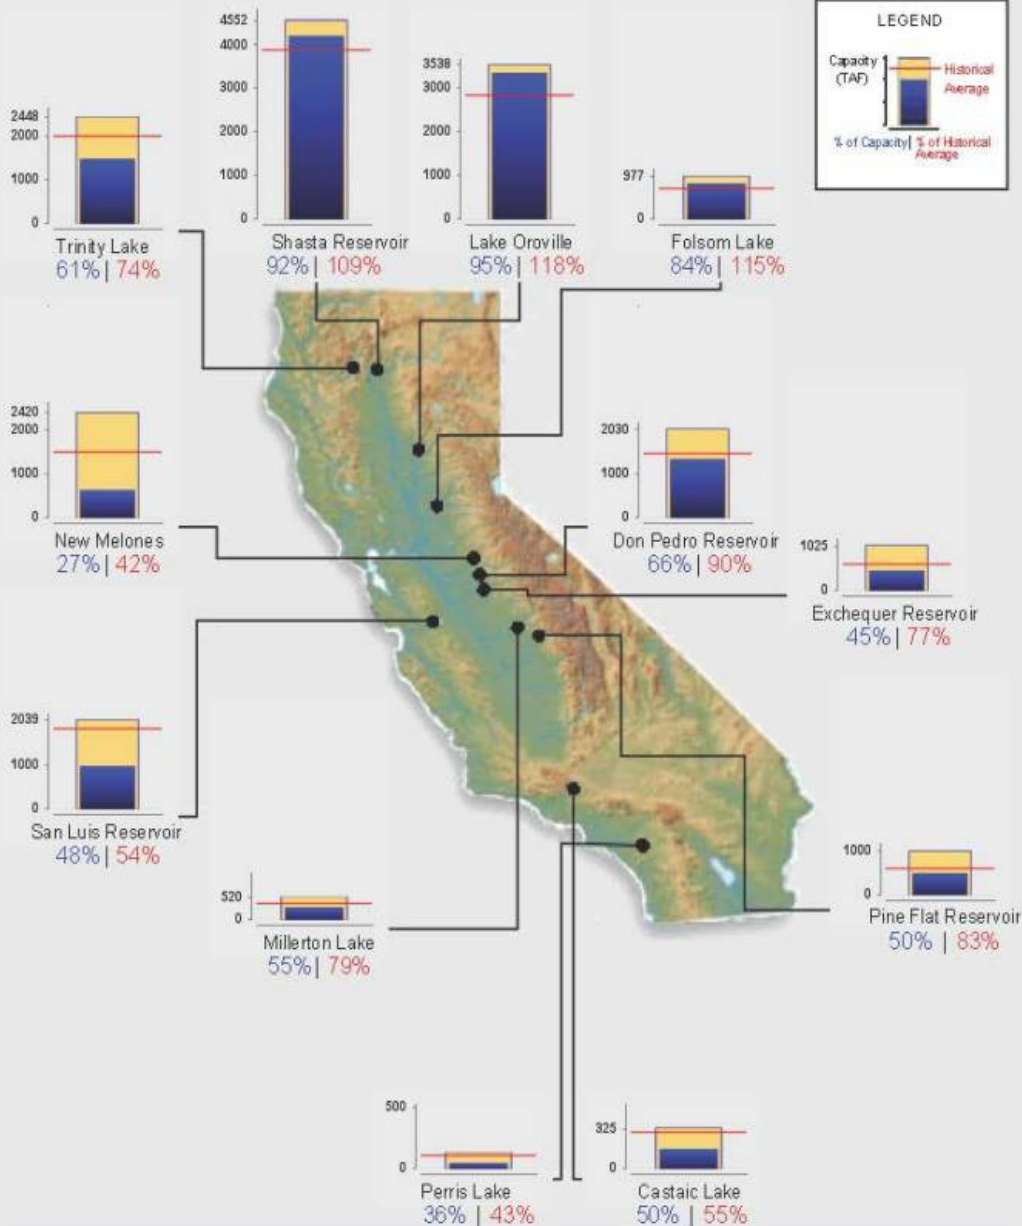 4552
4000
3000
2000
1000
0
Shasta Reservoir
92% | 109%
3538
3000
2000
1000
0
Lake Oroville
95% | 118%
LEGEND
Capacity
(TAF)
Historical
Average
% of Capacity | % of Historical
Average
2448
2000
1000
0
Trinity Lake
61% | 74%
977
0
Folsom Lake
84% | 115%
2420
2000
1000
0
New Melones
27% | 42%
2030
1000
0
Don Pedro Reservoir
66% | 90%
1025
0
Exchequer Reservoir
45% | 77%
2039
1000
0
San Luis Reservoir
48% | 54%
520
0
Millerton Lake
55% | 79%
1000
0
Pine Flat Reservoir
50% | 83%
500
0
Perris Lake
36% | 43%
325
0
Castaic Lake
50% | 55%